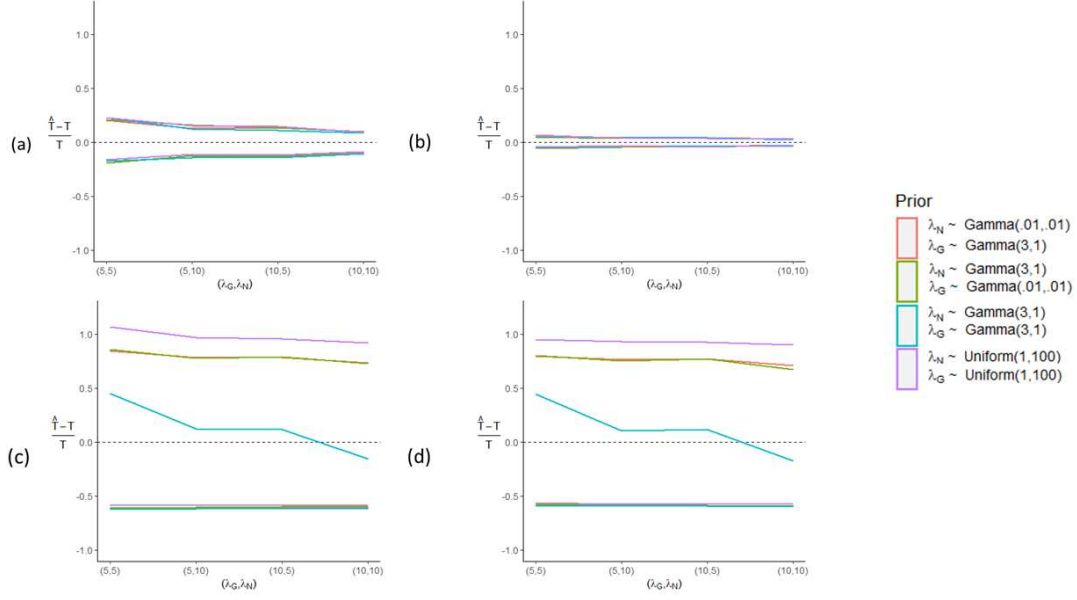 1.0
0.5
(a)
T̂ – T
T
0.0
-0.5
-1.0
(5,5)
(5,10)
(10,5)
(10,10)
(λG,λN)
1.0
0.5
(b)
T̂ – T
T
0.0
-0.5
-1.0
(5,5)
(5,10)
(10,5)
(10,10)
(λG,λN)
1.0
0.5
(c)
T̂ – T
T
0.0
-0.5
-1.0
(5,5)
(5,10)
(10,5)
(10,10)
(λG,λN)
1.0
0.5
(d)
T̂ – T
T
0.0
-0.5
-1.0
(5,5)
(5,10)
(10,5)
(10,10)
(λG,λN)
Prior
λN ~ Gamma(.01,.01)
λG ~ Gamma(3,1)
λN ~ Gamma(3,1)
λG ~ Gamma(.01,.01)
λN ~ Gamma(3,1)
λG ~ Gamma(3,1)
λN ~ Uniform(1,100)
λG ~ Uniform(1,100)